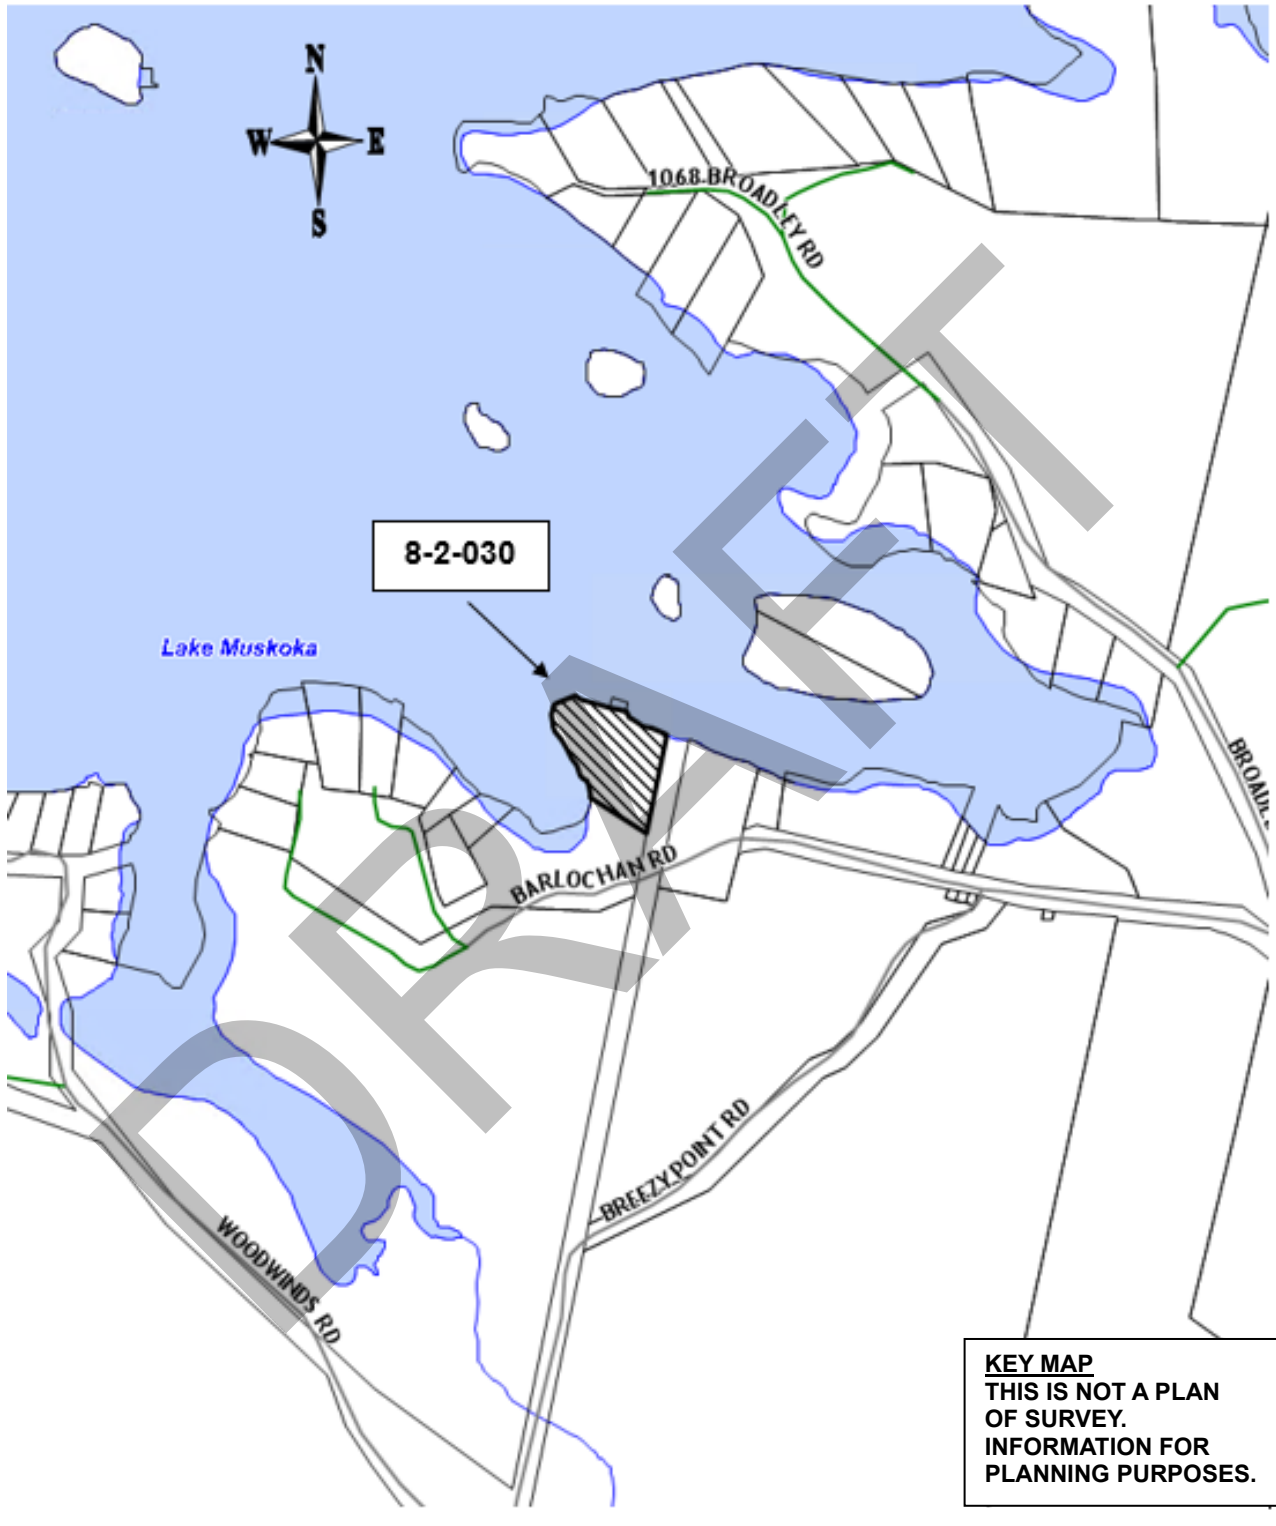 N
W E
S
1068 BROADLEY RD
8-2-030
Lake Muskoka
BARLOCHAN RD
BREEZY POINT RD
WOODWINDS RD
DRAFT
KEY MAP
THIS IS NOT A PLAN
OF SURVEY.
INFORMATION FOR
PLANNING PURPOSES.